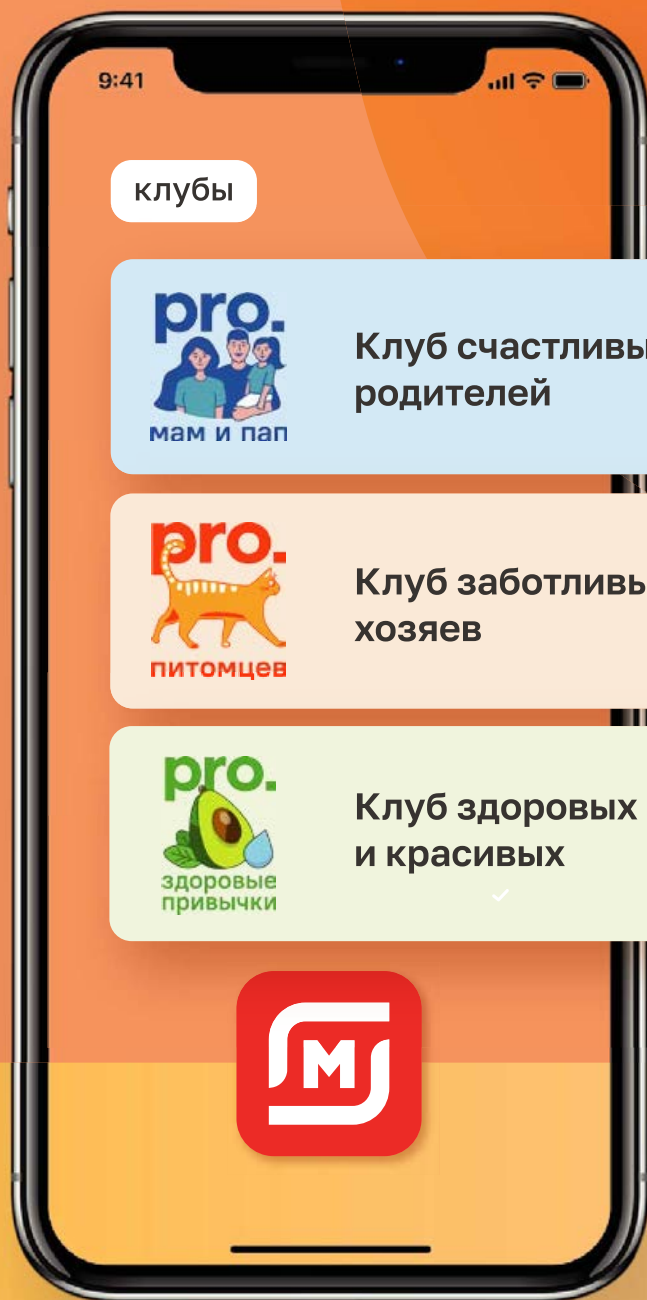 9:41
клубы
pro.
мам и пап
Клуб счастливы
родителей
pro.
питомцев
Клуб заботливы
хозяев
pro.
здоровые
привычки
Клуб здоровых
и красивых
М